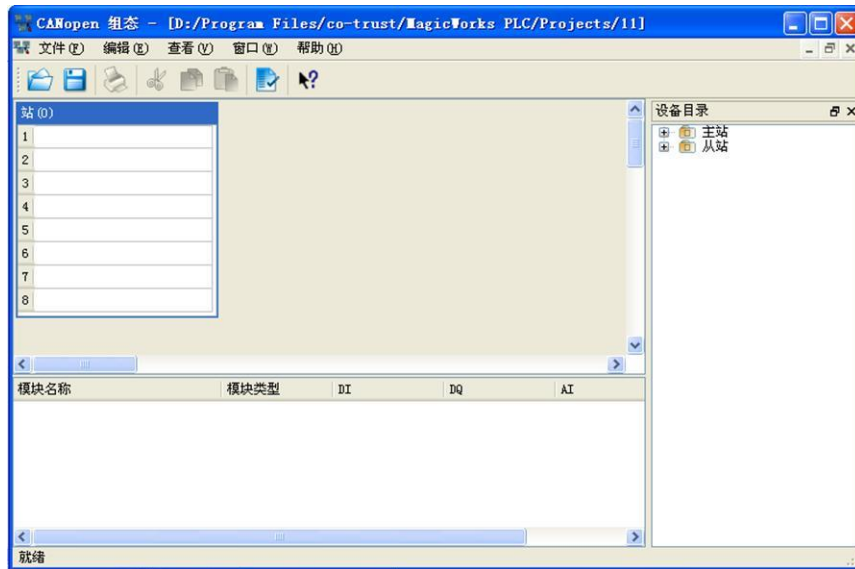 CANopen 组态 - [D:/Program Files/co-trust/MagicWorks PLC/Projects/11]
文件(F) 编辑(E) 查看(V) 窗口(W) 帮助(H)
站(0)
1
2
3
4
5
6
7
8
设备目录
主站
从站
模块名称 模块类型 DI DQ AI
就绪